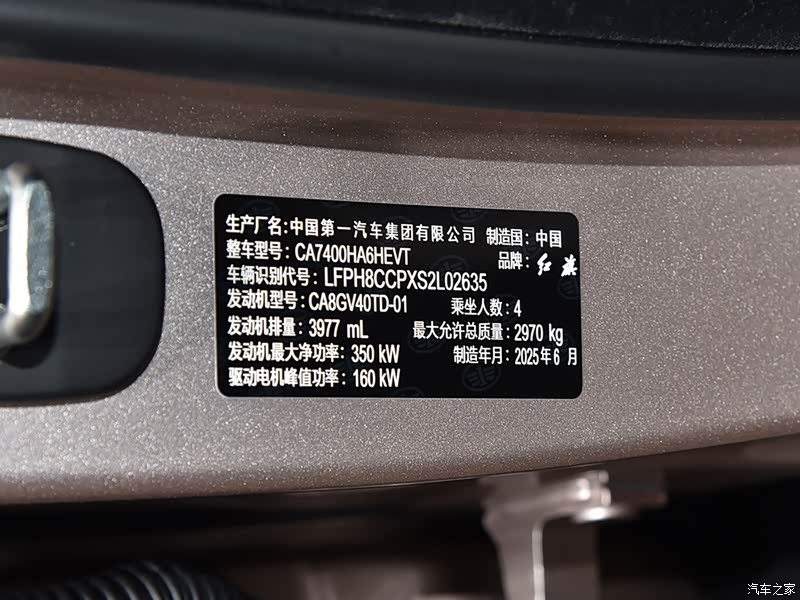 生产厂名:中国第一汽车集团有限公司 制造国:中国
整车型号:CA7400HA6HEVT 品牌:红旗
车辆识别代号:LFPH8CCPXS2L02635
发动机型号:CA8GV40TD-01 乘坐人数:4
发动机排量:3977 mL 最大允许总质量:2970 kg
发动机最大净功率:350 kW 制造年月:2025年6月
驱动电机峰值功率:160 kW
汽车之家